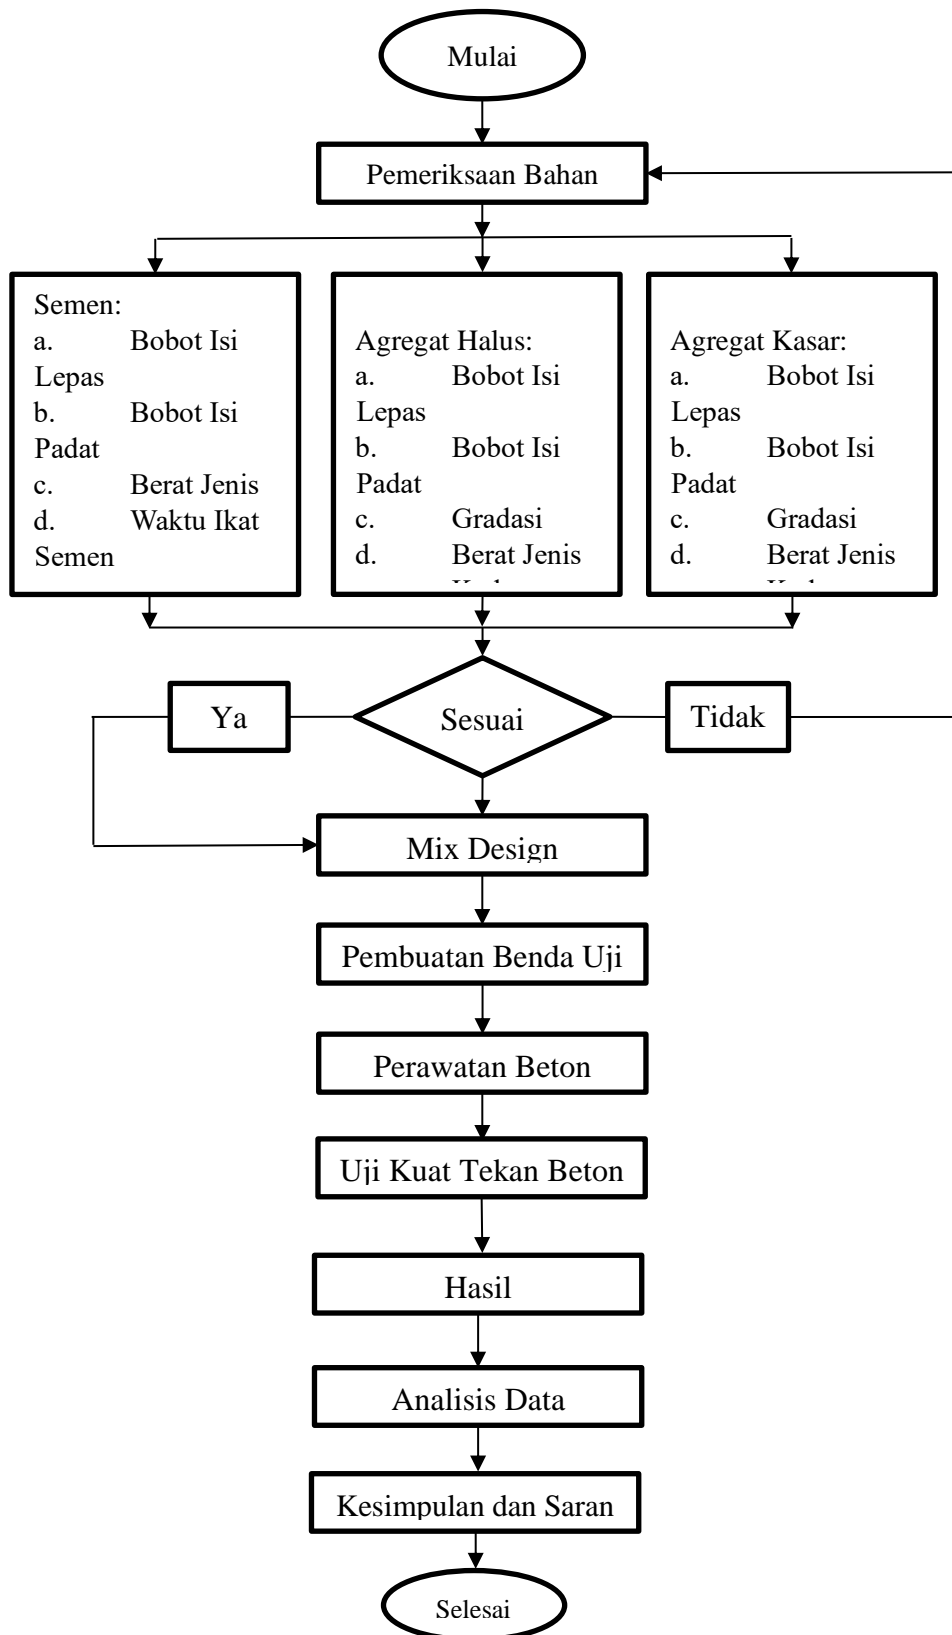 Mulai
Pemeriksaan Bahan
Semen:
a. Bobot Isi
Lepas
b. Bobot Isi
Padat
c. Berat Jenis
d. Waktu Ikat
Semen
Agregat Halus:
a. Bobot Isi
Lepas
b. Bobot Isi
Padat
c. Gradasi
d. Berat Jenis
Agregat Kasar:
a. Bobot Isi
Lepas
b. Bobot Isi
Padat
c. Gradasi
d. Berat Jenis
Ya
Sesuai
Tidak
Mix Design
Pembuatan Benda Uji
Perawatan Beton
Uji Kuat Tekan Beton
Hasil
Analisis Data
Kesimpulan dan Saran
Selesai